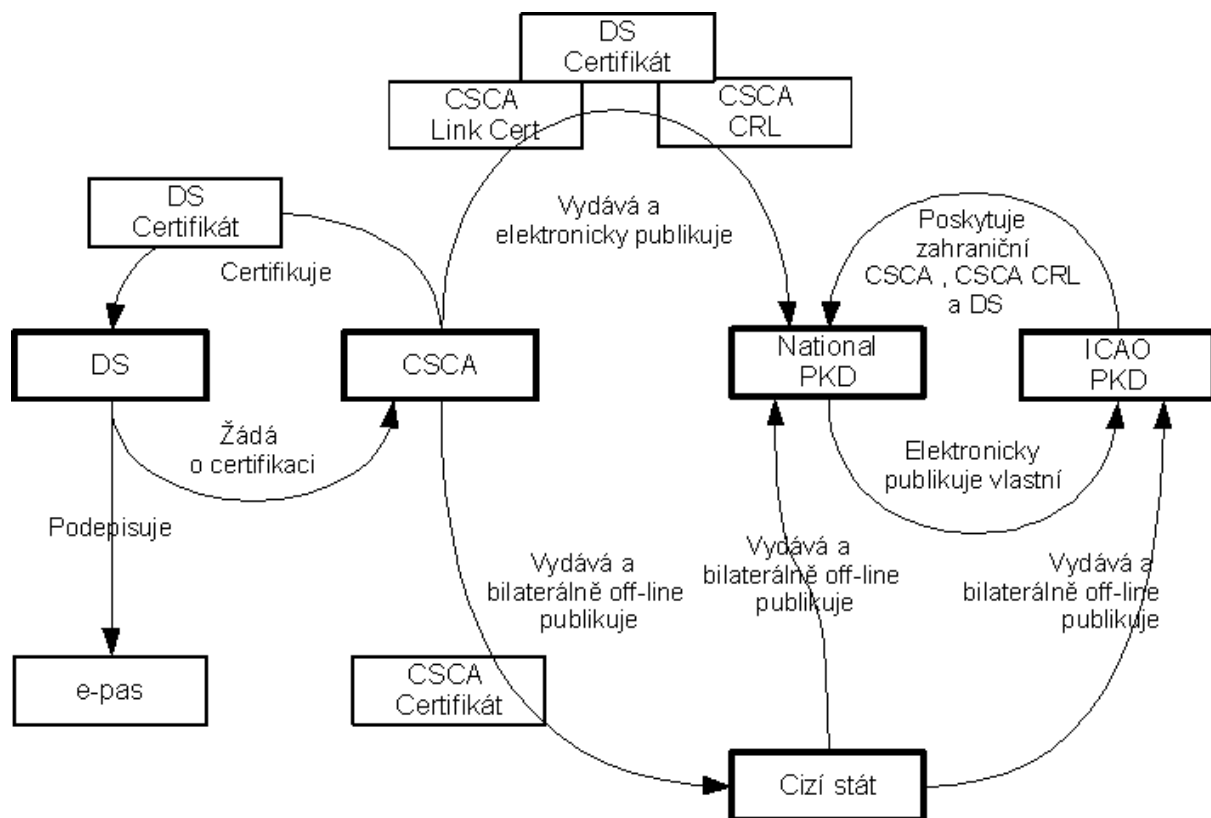 DS
Certifikát
CSCA
Link Cert
CSCA
CRL
DS
Certifikát
Vydává a
elektronicky publikuje
Poskytuje
zahraniční
CSCA , CSCA CRL
a DS
Certifikuje
DS
CSCA
National
PKD
ICAO
PKD
Žádá
o certifikaci
Elektronicky
publikuje vlastní
Podepisuje
Vydává a
bilaterálně off-line
publikuje
Vydává a
bilaterálně off-line
publikuje
Vydává a
bilaterálně off-line
publikuje
e-pas
CSCA
Certifikát
Cizí stát